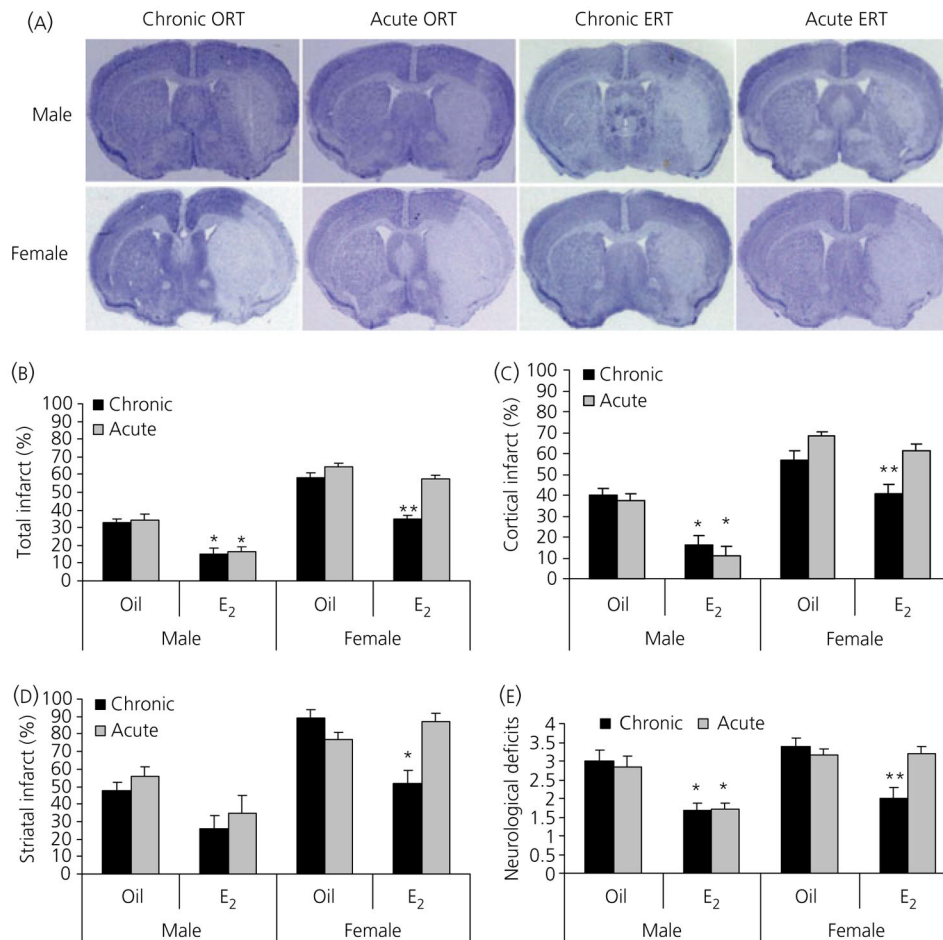 (A)
Chronic ORT Acute ORT Chronic ERT Acute ERT
Male
Female
(B)
Chronic
Acute
Total infarct (%)
100
90
80
70
60
50
40
30
20
10
0
* * **
Oil E₂ Oil E₂
Male Female
(C)
Chronic
Acute
Cortical infarct (%)
100
90
80
70
60
50
40
30
20
10
0
* * **
Oil E₂ Oil E₂
Male Female
(D)
Chronic
Acute
Striatal infarct (%)
100
90
80
70
60
50
40
30
20
10
0
*
Oil E₂ Oil E₂
Male Female
(E)
Chronic Acute
Neurological deficits
4
3.5
3
2.5
2
1.5
1
0.5
0
* * **
Oil E₂ Oil E₂
Male Female